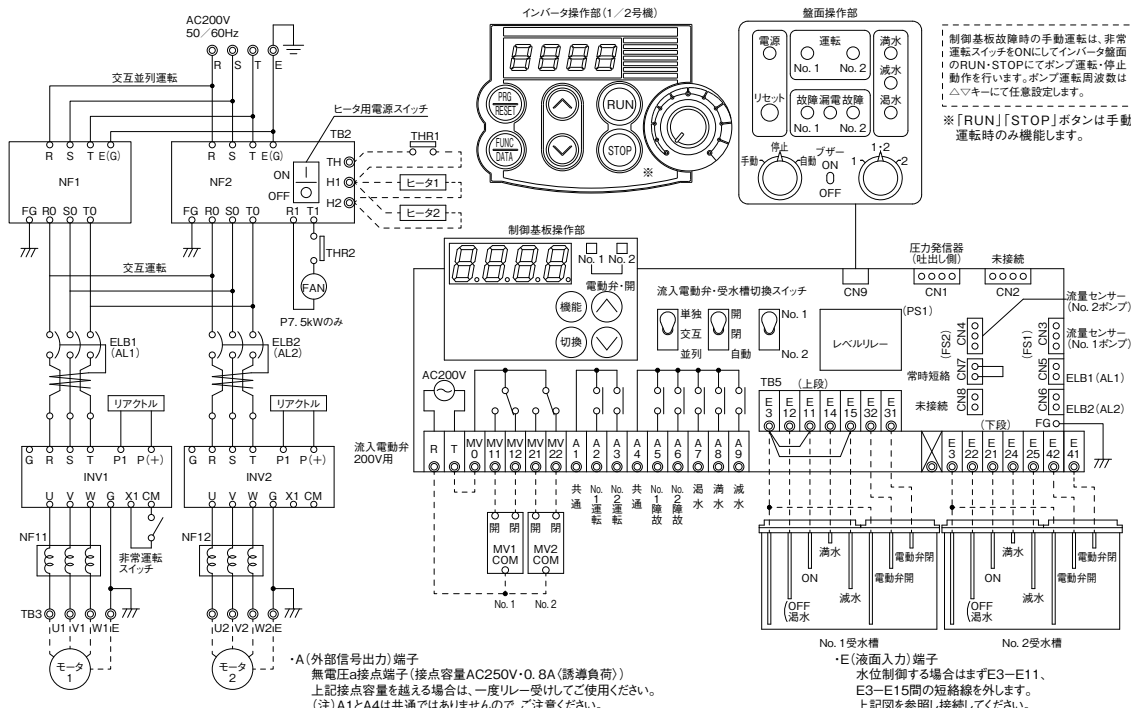 AC200V
50／60Hz
R S T E
交互並列運転
ヒータ用電源スイッチ
TB2
THR1
R S T E(G)
R S T E(G)
NF1
NF2
ON
OFF
TH
H1
H2
ヒータ1
ヒータ2
FG R0 S0 T0
FG R0 S0 T0 R1 T1
THR2
FAN
P7.5kWのみ
交互運転
ELB1
(AL1)
ELB2
(AL2)
リアクトル
リアクトル
G R S T P1 P(+)
INV1
U V W G X1 CM
G R S T P1 P(+)
INV2
U V W G X1 CM
NF11
非常運転
スイッチ
NF12
TB3
U1 V1 W1 E
U2 V2 W2 E
モータ
1
モータ
2
インバータ操作部(1／2号機)
PRG
RESET
RUN
FUNC
DATA
STOP
※
盤面操作部
電源
運転
満水
No.1 No.2
減水
リセット
故障 漏電 故障
渇水
No.1 No.2
停止
手動 自動
ブザー
ON
OFF
1・2
1 2
制御基板故障時の手動運転は、非常
運転スイッチをONにしてインバータ盤面
のRUN・STOPにてポンプ運転・停止
動作を行います。ポンプ運転周波数は
△▽キーにて任意設定します。
※「RUN」「STOP」ボタンは手動
運転時のみ機能します。
制御基板操作部
No.1 No.2
電動弁・開
機能
切換
流入電動弁・受水槽切換スイッチ
単独
交互
並列
開
閉
自動
No.1
No.2
レベルリレー
CN9
圧力発信器
(吐出し側)
CN1
未接続
CN2
(PS1)
流量センサー
(No.2ポンプ)
(FS2)
CN4
(FS1)
CN3
流量センサー
(No.1ポンプ)
常時短絡
CN7
CN5
ELB1(AL1)
未接続
CN8
CN6
ELB2(AL2)
FG
AC200V
流入電動弁
200V用
R T MV0 MV11 MV12 MV21 MV22 A1 A2 A3 A4 A5 A6 A7 A8 A9
TB5
(上段)
E3 E12 E11 E14 E15 E32 E31
(下段)
E3 E22 E21 E24 E25 E42 E41
共通
No.1運転
No.2運転
共通
No.1故障
No.2故障
渇水
満水
減水
開 閉
MV1
COM
開 閉
MV2
COM
No.1 No.2
満水
電動弁閉
ON
電動弁開
(OFF
渇水
減水
No.1受水槽
満水
電動弁閉
ON
電動弁開
(OFF
渇水
減水
No.2受水槽
・A(外部信号出力)端子
無電圧a接点端子(接点容量AC250V・0.8A(誘導負荷))
上記接点容量を越える場合は、一度リレー受けしてご使用ください。
(注)A1とA4は共通ではありませんので、ご注意ください。
・E(液面入力)端子
水位制御する場合はまずE3－E11、
E3－E15間の短絡線を外します。
上記図を参照し接続してください。